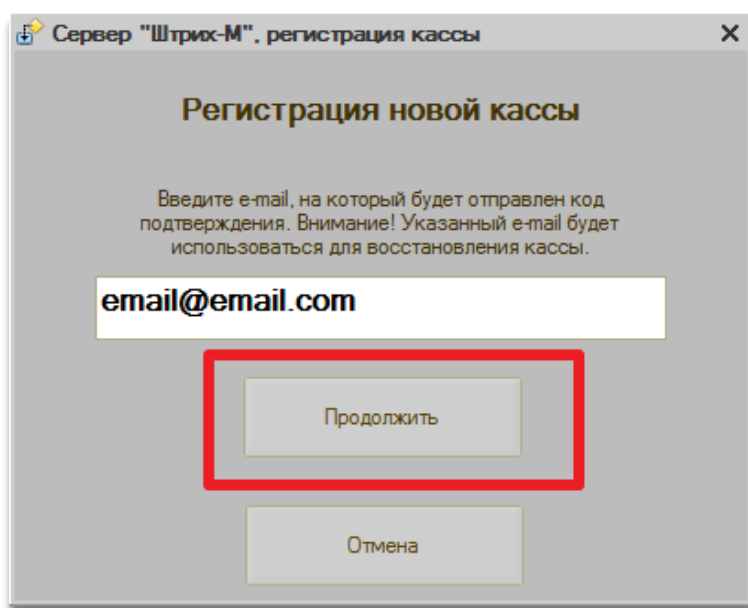 Сервер "Штрих-М", регистрация кассы
Регистрация новой кассы
Введите e-mail, на который будет отправлен код
подтверждения. Внимание! Указанный e-mail будет
использоваться для восстановления кассы.
email@email.com
Продолжить
Отмена